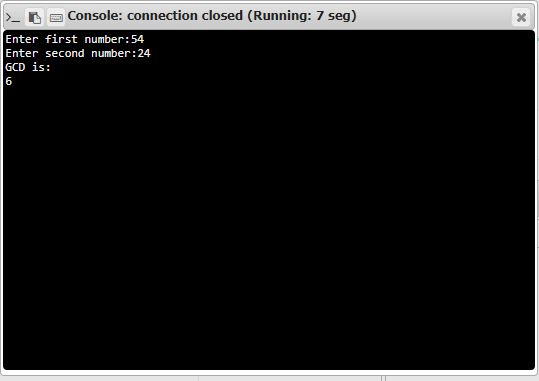 Console: connection closed (Running: 7 seg)
Enter first number:54
Enter second number:24
GCD is:
6